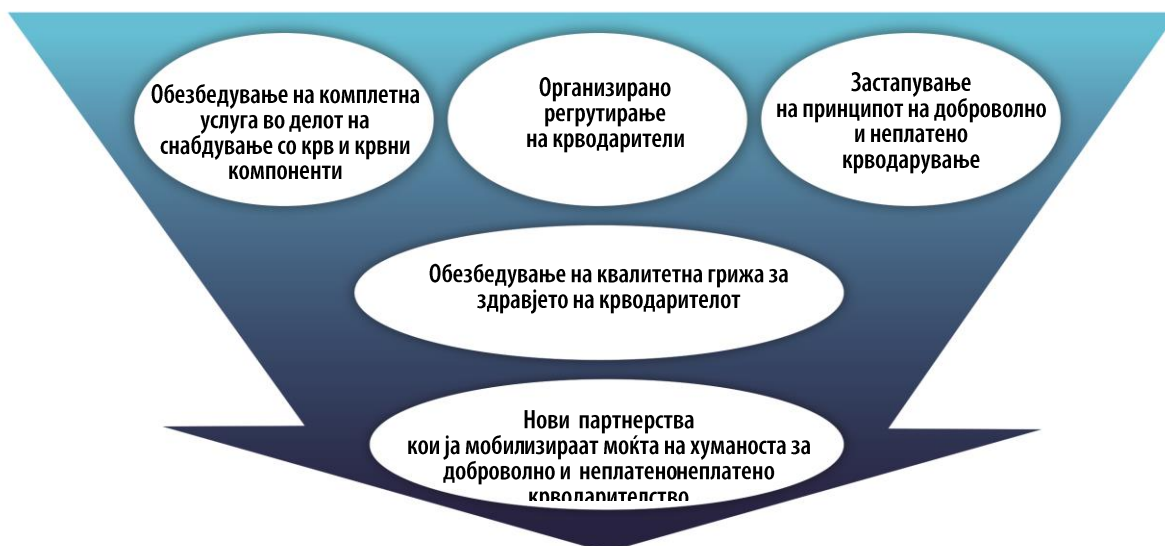 Обезбедување на комплетна
услуга во делот на
снабдување со крв и крвни
компоненти
Организирано
регрутирање
на крводарители
Застапување
на принципот на доброволно
и неплатено
крводарување
Обезбедување на квалитетна грижа за
здравјето на крводарителот
Нови партнерства
кои ја мобилизираат моќта на хуманоста за
доброволно и неплатенонеплатено
крводарителство